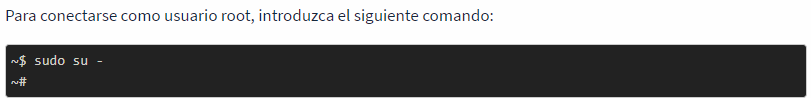 Para conectarse como usuario root, introduzca el siguiente comando:
~$ sudo su -
~#